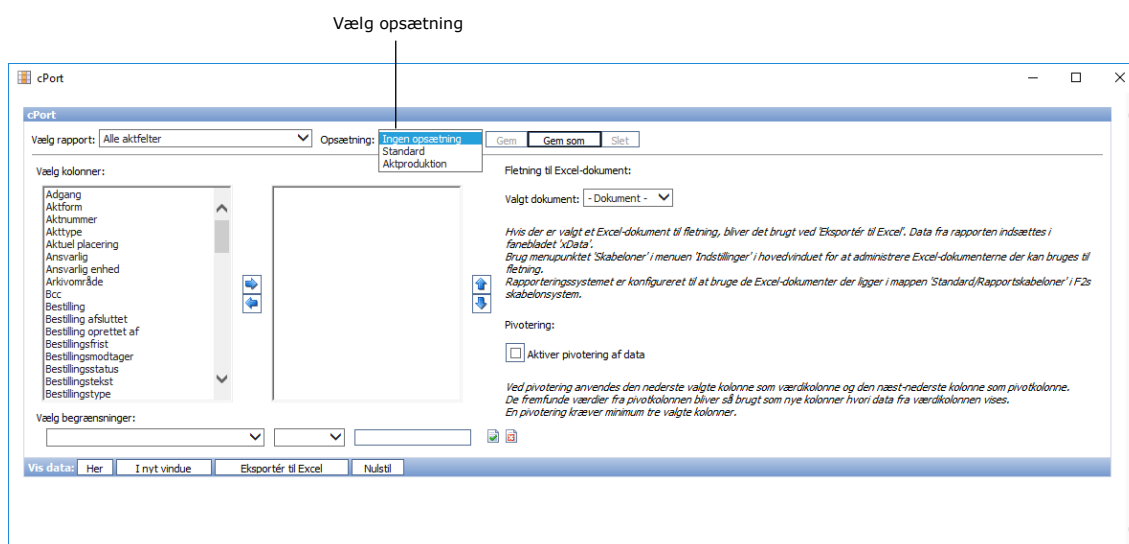 Vælg opsætning
cPort
cPort
Vælg rapport: Alle aktfelter Opsætning: Ingen opsætning Gem Gem som Slet
Standard
Aktproduktion
Vælg kolonner:
Adgang
Aktform
Aktnummer
Akttype
Aktuel placering
Ansvarlig
Ansvarlig enhed
Arkivområde
Bcc
Bestilling
Bestilling afsluttet
Bestilling oprettet af
Bestillingsfrist
Bestillingsmodtager
Bestillingsstatus
Bestillingstekst
Bestillingstype
Fletning til Excel-dokument:
Valgt dokument: - Dokument -
Hvis der er valgt et Excel-dokument til fletning, bliver det brugt ved 'Eksportér til Excel'. Data fra rapporten indsættes i
fanebladet 'xData'.
Brug menupunktet 'Skabeloner' i menuen 'Indstillinger' i hovedvinduet for at administrere Excel-dokumenterne der kan bruges til
fletning.
Rapporteringssystemet er konfigureret til at bruge de Excel-dokumenter der ligger i mappen 'Standard/Rapportskabeloner' i F2s
skabelonsystem.
Pivotering:
Aktiver pivotering af data
Ved pivotering anvendes den nederste valgte kolonne som værdikolonne og den næst-nederste kolonne som pivotkolonne.
De fremfundne værdier fra pivotkolonnen bliver så brugt som nye kolonner hvori data fra værdikolonnen vises.
En pivotering kræver minimum tre valgte kolonner.
Vælg begrænsninger:
Vis data: Her I nyt vindue Eksportér til Excel Nulstil